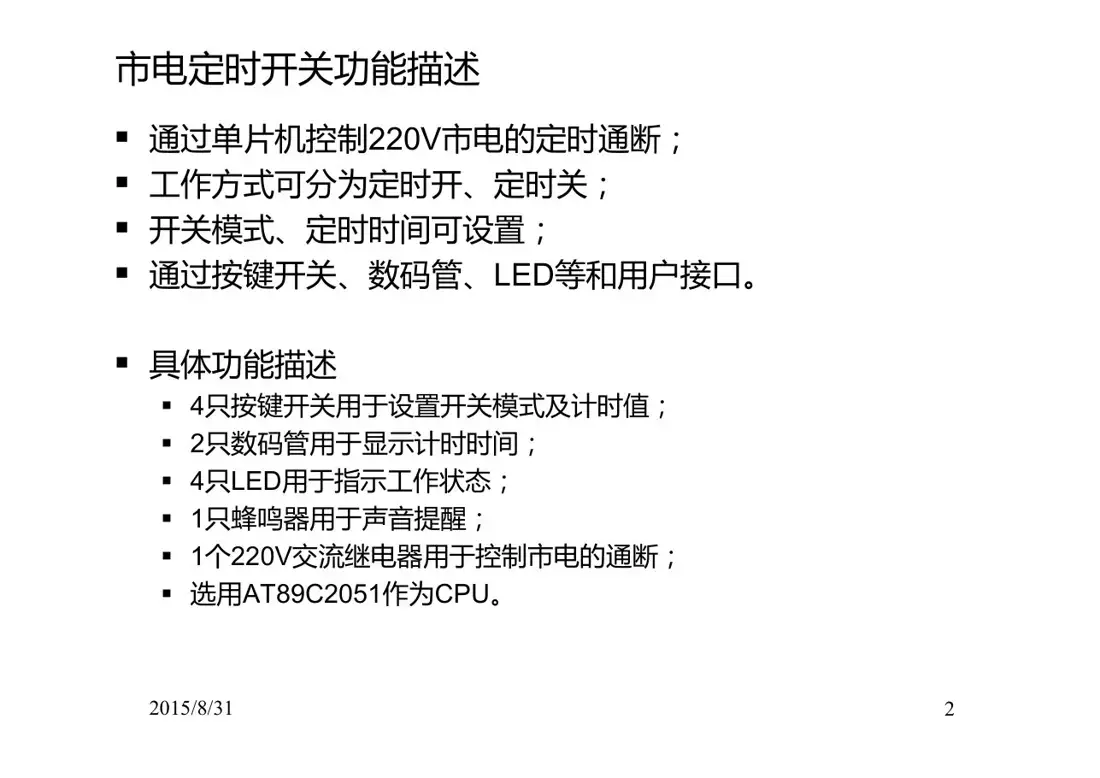 市电定时开关功能描述
▪ 通过单片机控制220V市电的定时通断；
▪ 工作方式可分为定时开、定时关；
▪ 开关模式、定时时间可设置；
▪ 通过按键开关、数码管、LED等和用户接口。
▪ 具体功能描述
▪ 4只按键开关用于设置开关模式及计时值；
▪ 2只数码管用于显示计时时间；
▪ 4只LED用于指示工作状态；
▪ 1只蜂鸣器用于声音提醒；
▪ 1个220V交流继电器用于控制市电的通断；
▪ 选用AT89C2051作为CPU。
2015/8/31
2